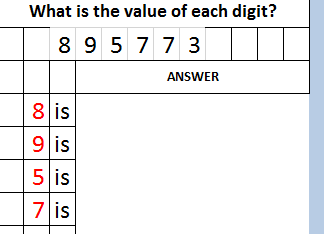 What is the value of each digit?
8 9 5 7 7 3
ANSWER
8 is
9 is
5 is
7 is